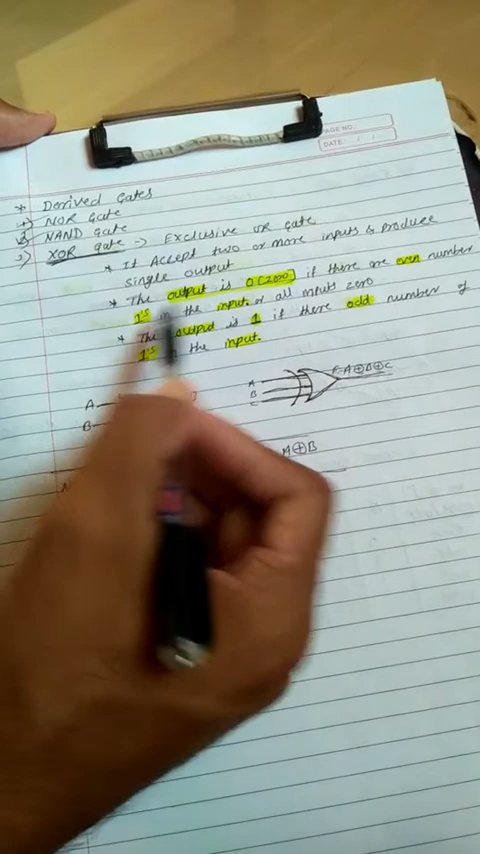 PAGE NO.
DATE: / /
* Derived Gates
1) NOR Gate
2) NAND Gate
3) XOR gate -> Exclusive OR gate
* It Accept two or more inputs & produce
single output
* The output is 0 (zero) if there are even number
1's in the input. or all inputs zero
* The output is 1 if there odd number of
1's in the input.
A
B
A
B
C
F=A⊕B⊕C
A⊕B